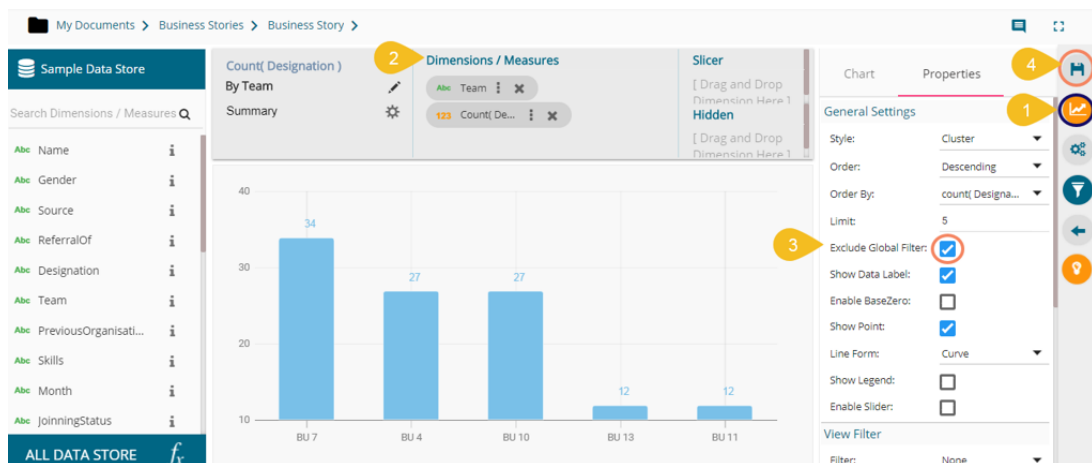 My Documents > Business Stories > Business Story >
Sample Data Store
Search Dimensions / Measures
Abc Name i
Abc Gender i
Abc Source i
Abc ReferralOf i
Abc Designation i
Abc Team i
Abc PreviousOrganisati... i
Abc Skills i
Abc Month i
Abc JoinningStatus i
ALL DATA STORE fx
Count( Designation )
By Team
Summary
2
Dimensions / Measures
Abc Team
123 Count( De...
Slicer
[ Drag and Drop
Dimension Here ]
Hidden
[ Drag and Drop
Dimension Here ]
40
30
20
10
34
27
27
12
12
BU 7
BU 4
BU 10
BU 13
BU 11
Chart Properties
4
1
General Settings
Style: Cluster
Order: Descending
Order By: count( Designa...
Limit: 5
3
Exclude Global Filter:
Show Data Label:
Enable BaseZero:
Show Point:
Line Form: Curve
Show Legend:
Enable Slider:
View Filter
Filter: None